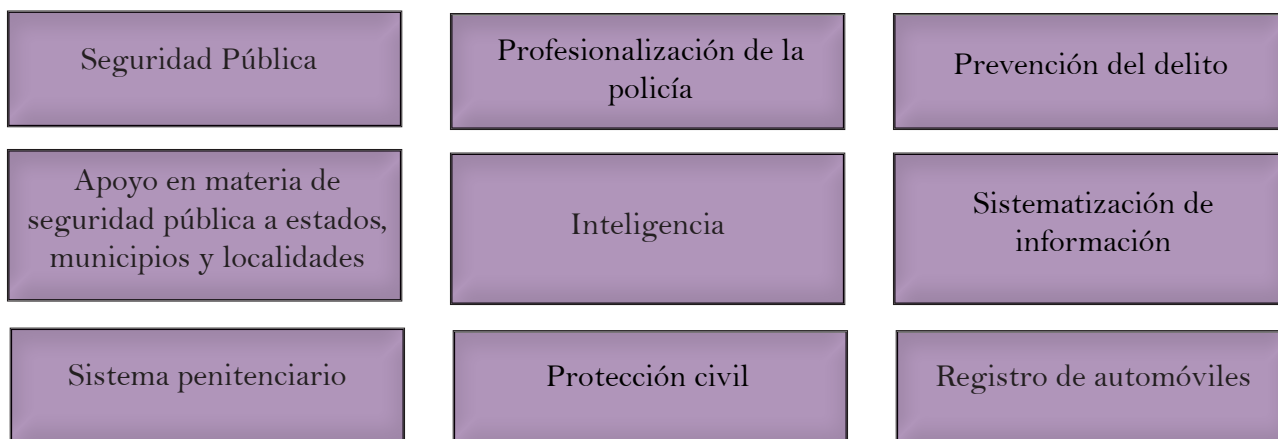 Seguridad Pública
Profesionalización de la
policía
Prevención del delito
Apoyo en materia de
seguridad pública a estados,
municipios y localidades
Inteligencia
Sistematización de
información
Sistema penitenciario
Protección civil
Registro de automóviles